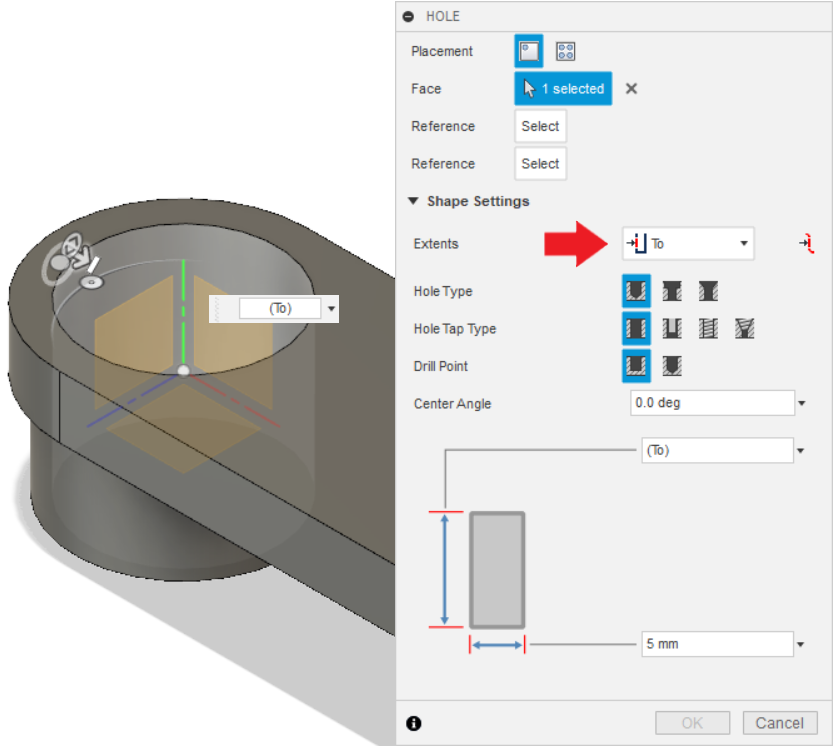 HOLE
Placement
Face
1 selected
Reference
Select
Reference
Select
Shape Settings
Extents
To
(To)
Hole Type
Hole Tap Type
Drill Point
Center Angle
0.0 deg
(To)
5 mm
OK
Cancel